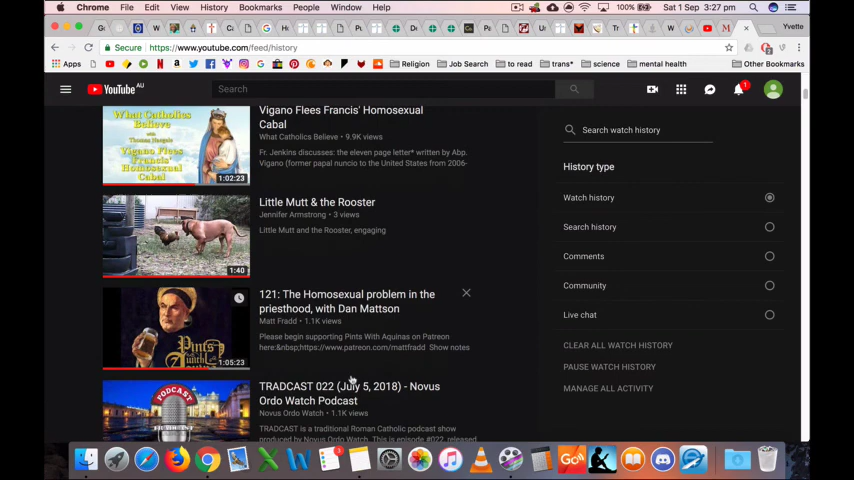 Chrome File Edit View History Bookmarks People Window Help 100% Sat 1 Sep 3:27 pm
Yvette
Secure https://www.youtube.com/feed/history
Apps Religion Job Search to read trans* science mental health Other Bookmarks
YouTube AU Search 1
Vigano Flees Francis' Homosexual
Cabal
What Catholics Believe • 9.9K views
Fr. Jenkins discusses: the eleven page letter* written by Abp.
Vigano (former papal nuncio to the United States from 2006-
What Catholics
Believe
with
Vigano Flees
Francis'
Homosexual
Cabal
1:02:23
Little Mutt & the Rooster
Jennifer Armstrong • 3 views
Little Mutt and the Rooster, engaging
1:40
121: The Homosexual problem in the
priesthood, with Dan Mattson
Matt Fradd • 1.1K views
Please begin supporting Pints With Aquinas on Patreon
here:&nbsp;https://www.patreon.com/mattfradd Show notes
Pints
with
Aquinas
1:05:23
TRADCAST 022 (July 5, 2018) - Novus
Ordo Watch Podcast
Novus Ordo Watch • 1.1K views
TRADCAST is a traditional Roman Catholic podcast show
produced by Novus Ordo Watch. This is episode #022, released
PODCAST
Search watch history
History type
Watch history
Search history
Comments
Community
Live chat
CLEAR ALL WATCH HISTORY
PAUSE WATCH HISTORY
MANAGE ALL ACTIVITY
3
Go